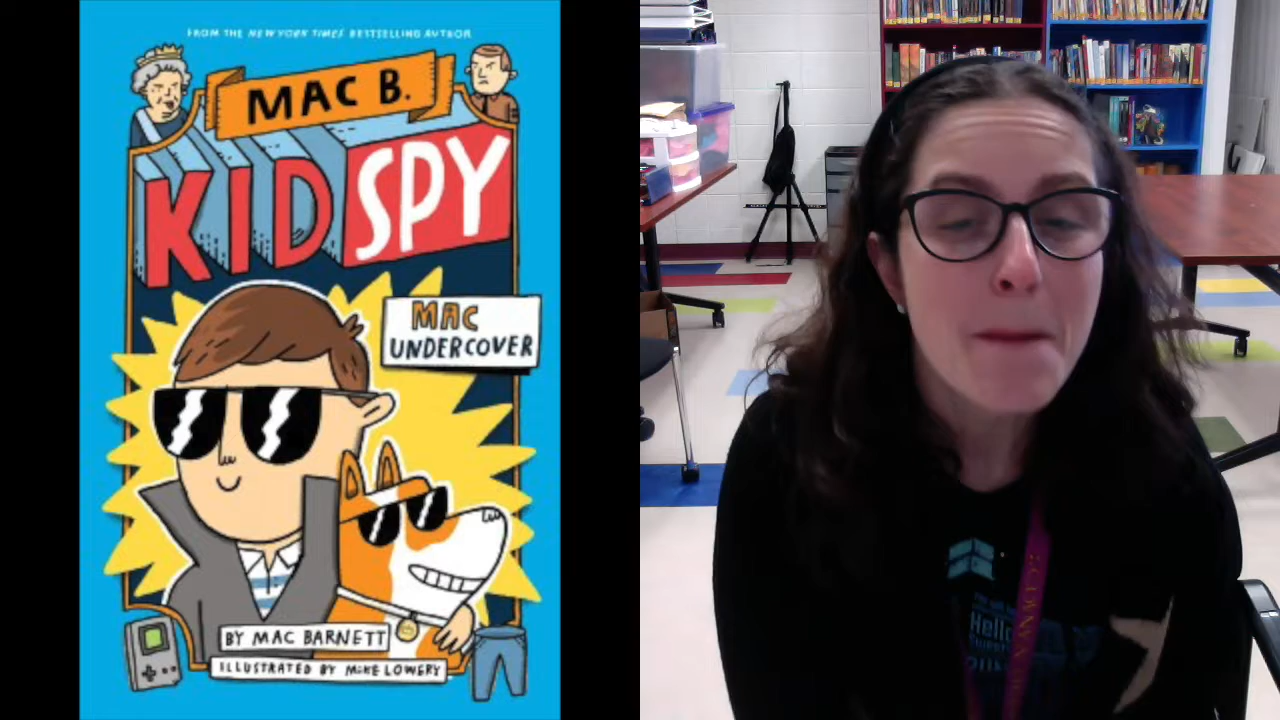 FROM THE NEW YORK TIMES BESTSELLING AUTHOR
MAC B.
KID SPY
MAC
UNDERCOVER
BY MAC BARNETT
ILLUSTRATED BY MIKE LOWERY
Hello